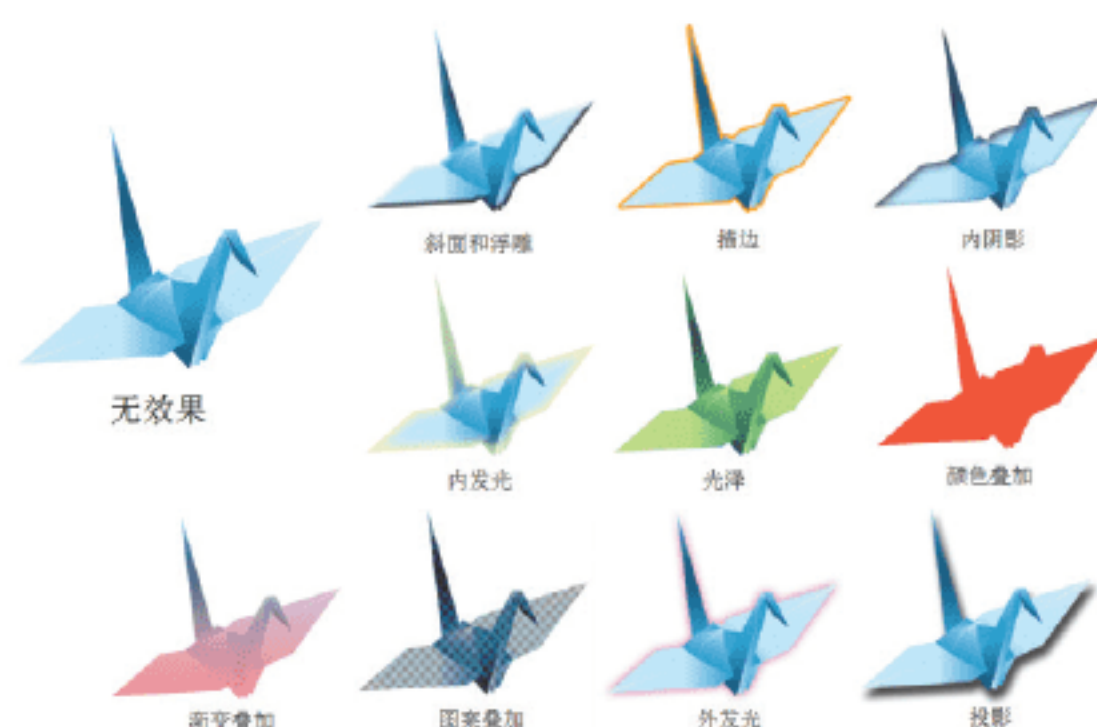 斜面和浮雕
描边
内阴影
无效果
内发光
光泽
颜色叠加
渐变叠加
图案叠加
外发光
投影